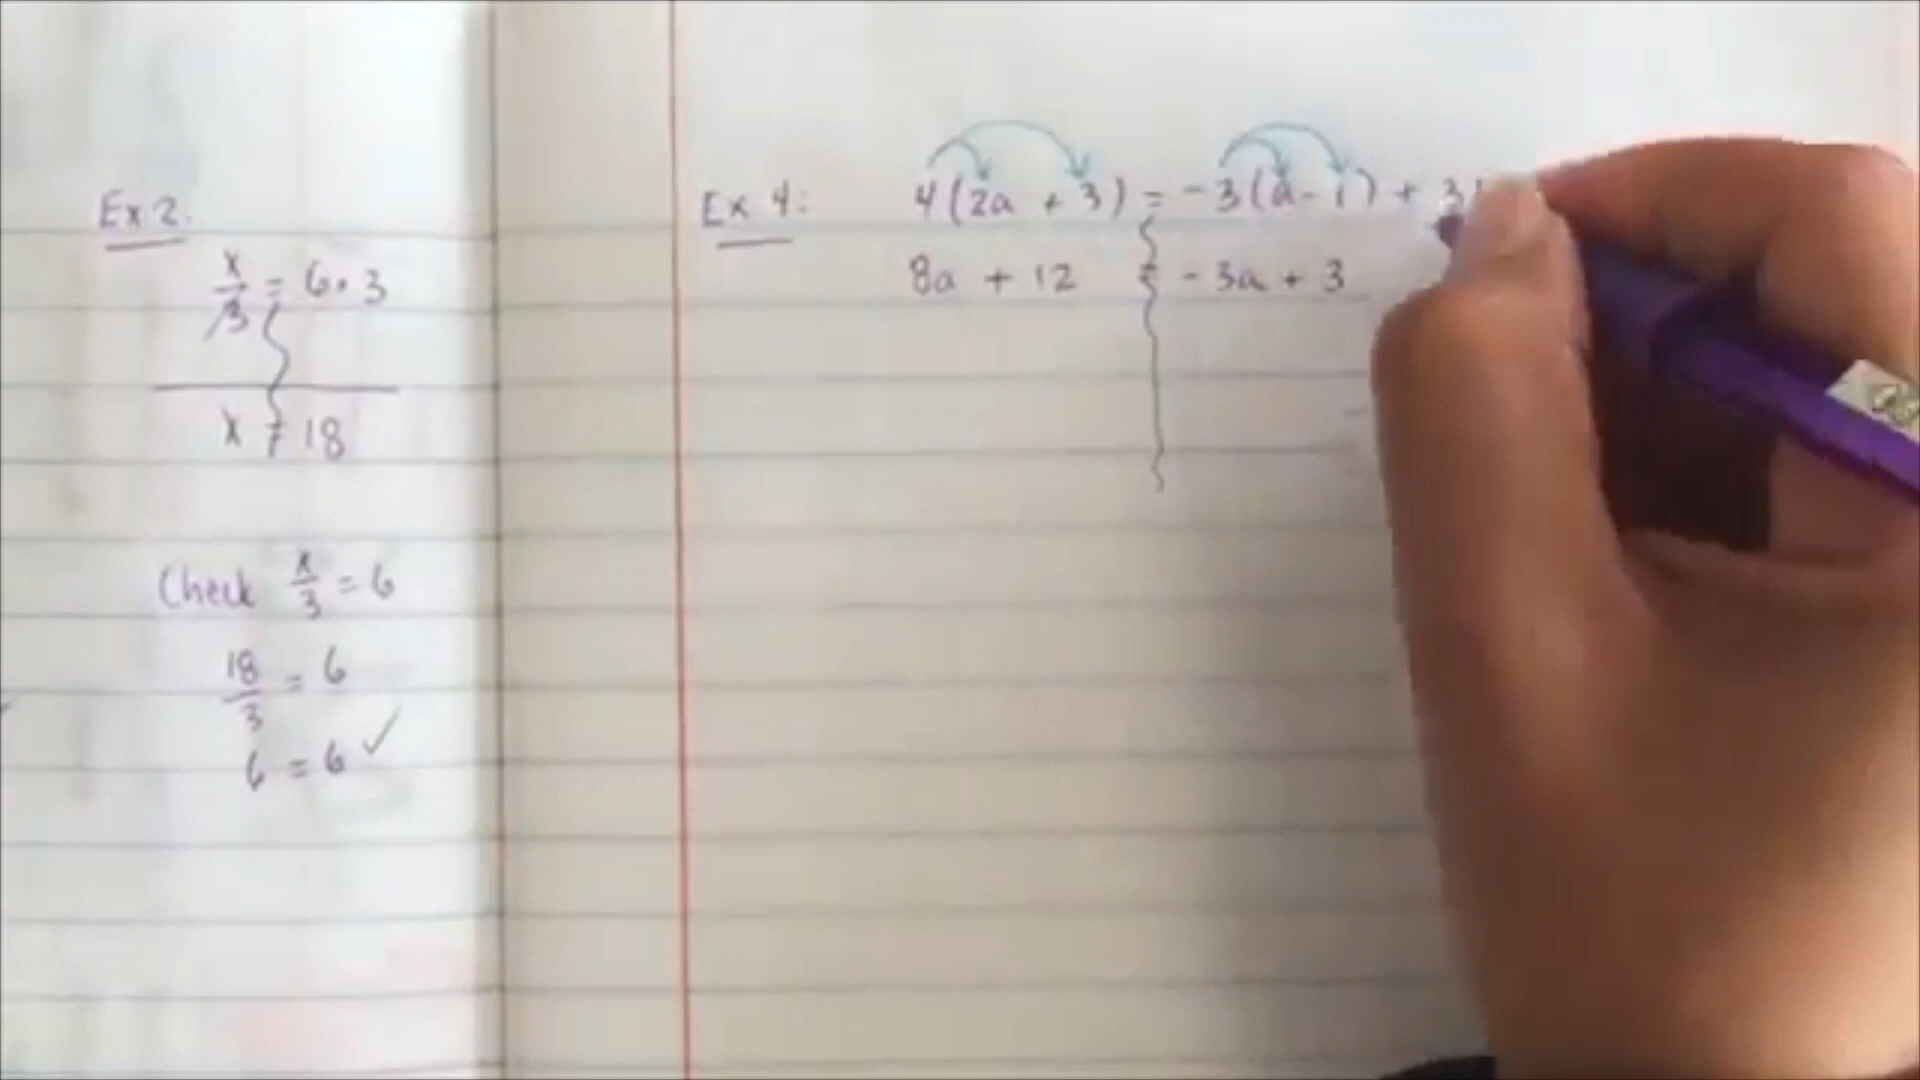 Ex 2:
x/3 = 6 · 3
x = 18
Check x/3 = 6
18/3 = 6
6 = 6 ✓
Ex 4: 4(2a + 3) = -3(a - 1) + 31
8a + 12 = -3a + 3